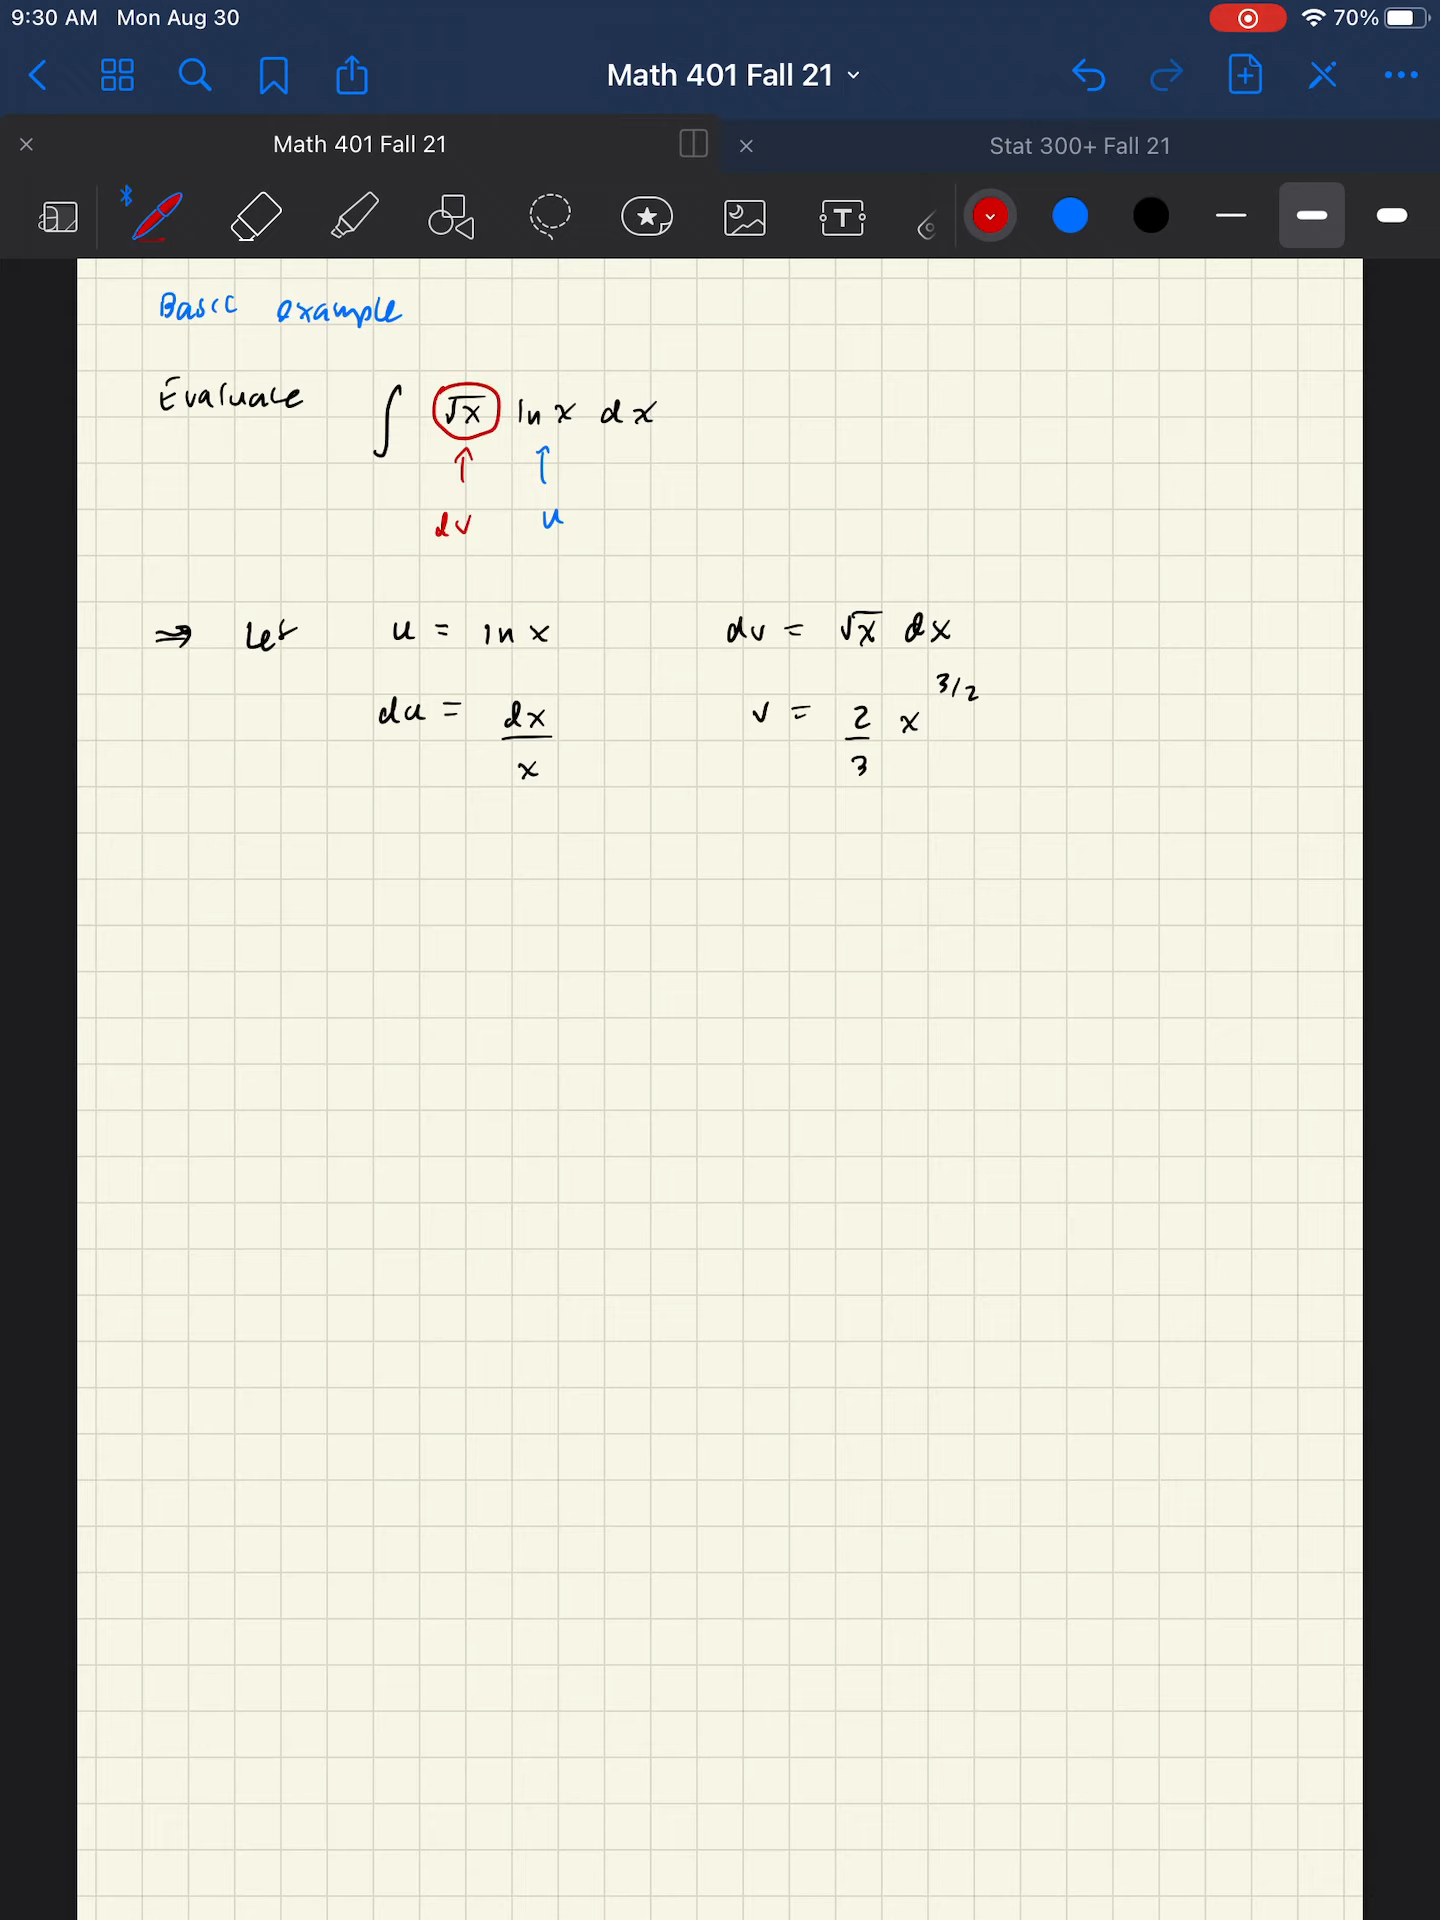 9:30 AM Mon Aug 30 70%
Math 401 Fall 21
Math 401 Fall 21 Stat 300+ Fall 21
Basic example
Evaluate ∫ √x ln x dx
dv u
⇒ Let u = ln x dv = √x dx
du = dx/x v = 2/3 x^3/2